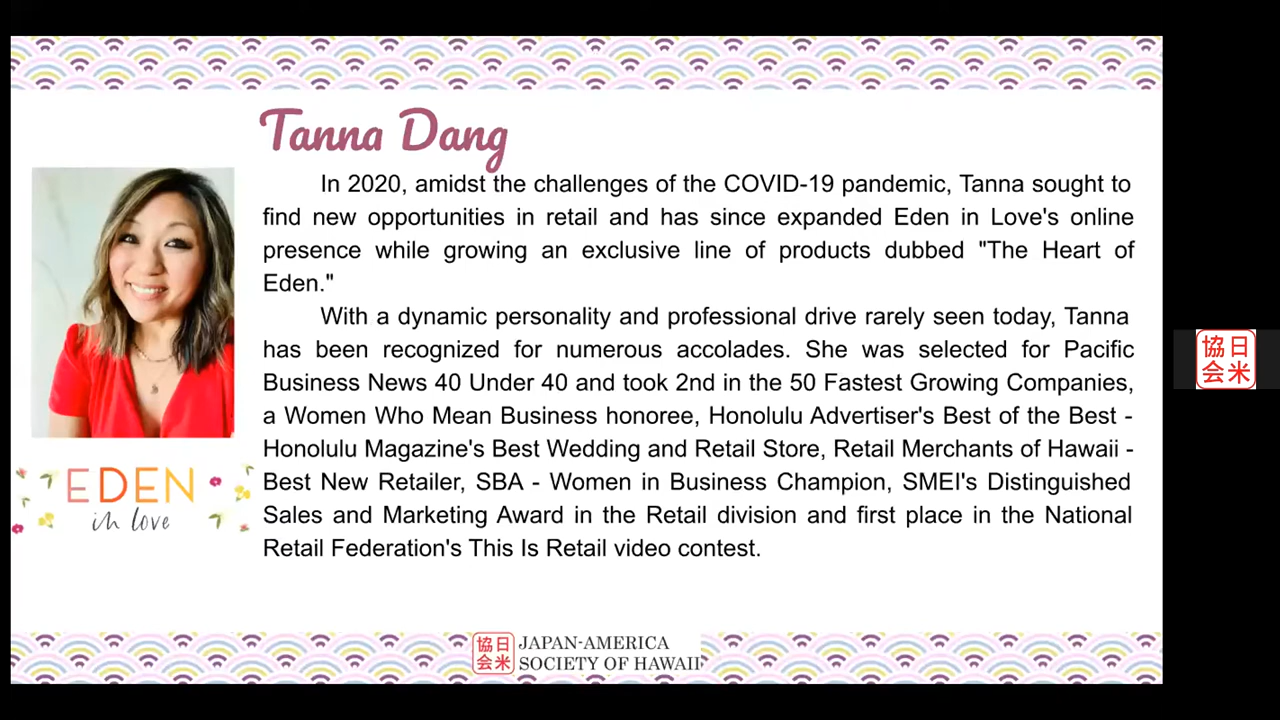 Tanna Dang
In 2020, amidst the challenges of the COVID-19 pandemic, Tanna sought to
find new opportunities in retail and has since expanded Eden in Love's online
presence while growing an exclusive line of products dubbed "The Heart of
Eden."
With a dynamic personality and professional drive rarely seen today, Tanna
has been recognized for numerous accolades. She was selected for Pacific
Business News 40 Under 40 and took 2nd in the 50 Fastest Growing Companies,
a Women Who Mean Business honoree, Honolulu Advertiser's Best of the Best -
Honolulu Magazine's Best Wedding and Retail Store, Retail Merchants of Hawaii -
Best New Retailer, SBA - Women in Business Champion, SMEI's Distinguished
Sales and Marketing Award in the Retail division and first place in the National
Retail Federation's This Is Retail video contest.
EDEN
in love
日米
協会
JAPAN-AMERICA
SOCIETY OF HAWAII
日米
協会